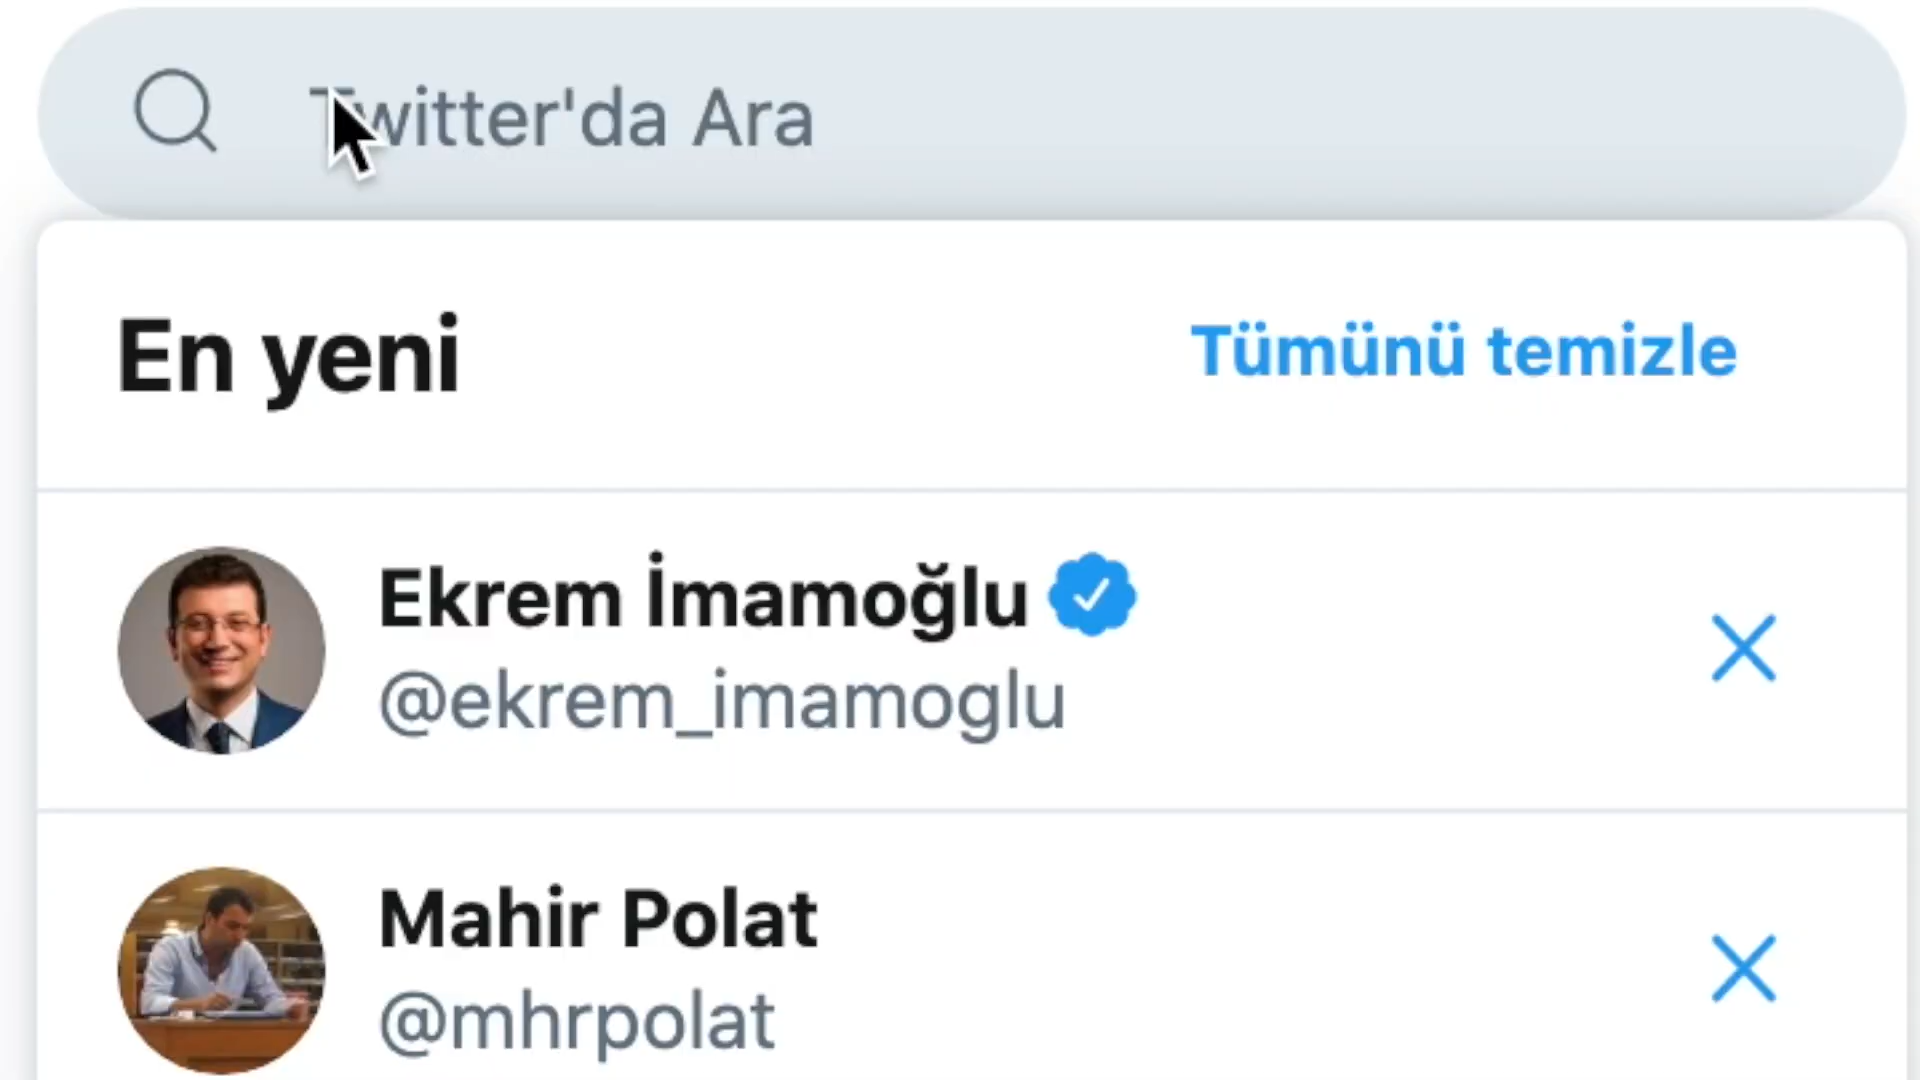 Twitter'da Ara
En yeni
Tümünü temizle
Ekrem İmamoğlu
@ekrem_imamoglu
Mahir Polat
@mhrpolat